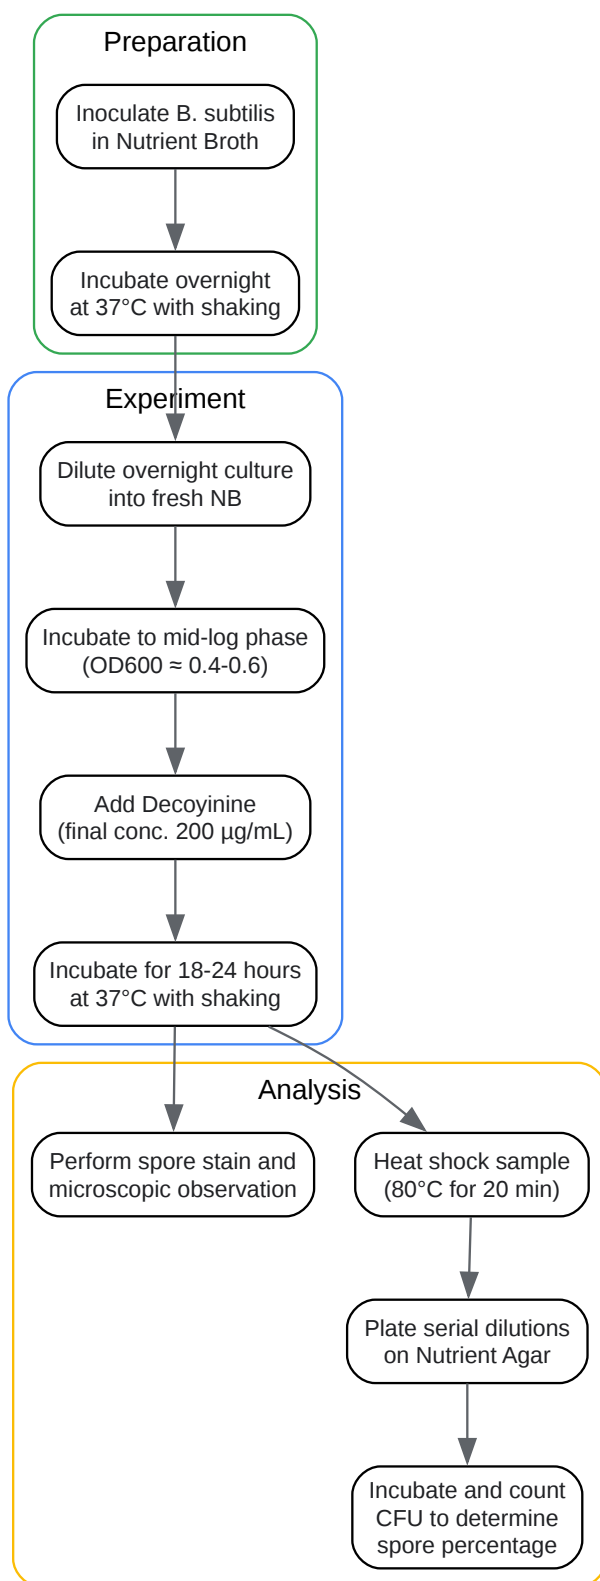 Preparation
Inoculate B. subtilis
in Nutrient Broth
Incubate overnight
at 37°C with shaking
Experiment
Dilute overnight culture
into fresh NB
Incubate to mid-log phase
(OD600 ≈ 0.4-0.6)
Add Decoyinine
(final conc. 200 µg/mL)
Incubate for 18-24 hours
at 37°C with shaking
Analysis
Perform spore stain and
microscopic observation
Heat shock sample
(80°C for 20 min)
Plate serial dilutions
on Nutrient Agar
Incubate and count
CFU to determine
spore percentage